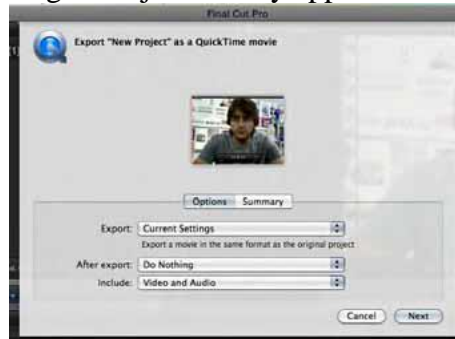 Final Cut Pro
Export "New Project" as a QuickTime movie
Options Summary
Export: Current Settings
Export a movie in the same format as the original project
After export: Do Nothing
Include: Video and Audio
Cancel Next